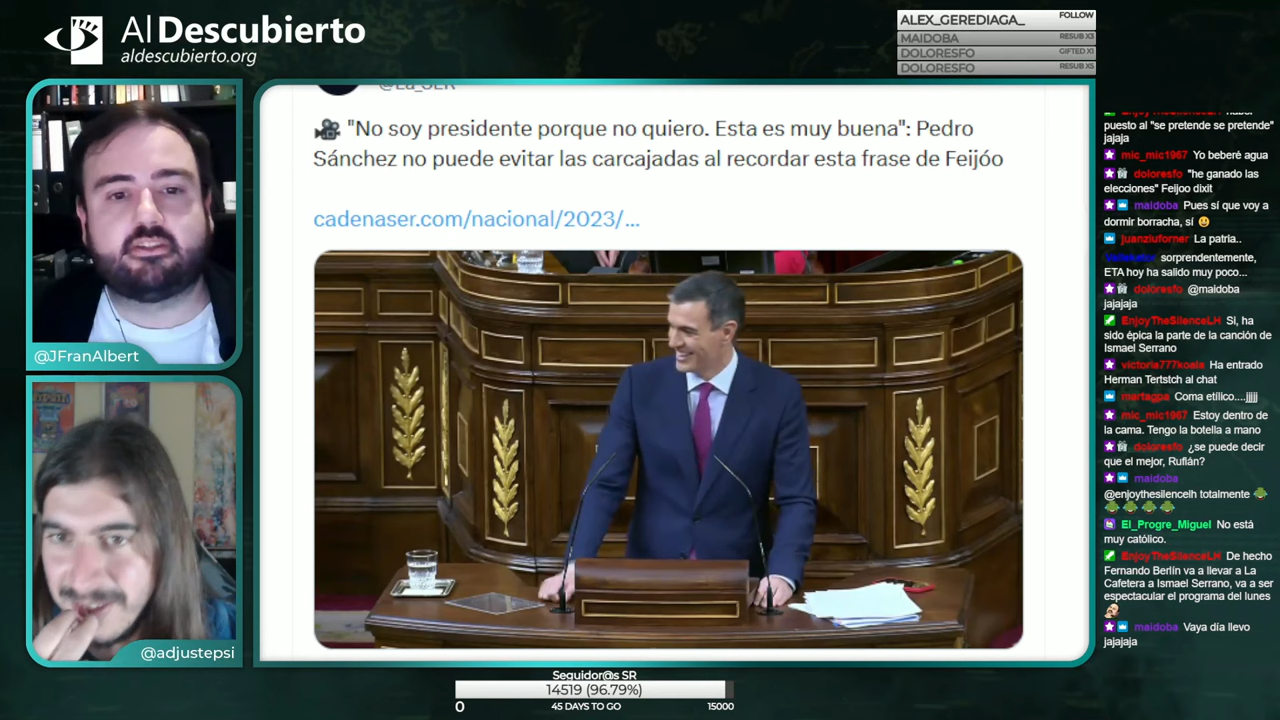 Al Descubierto
aldescubierto.org
ALEX_GEREDIAGA_ FOLLOW
MAIDOBA RESUB X3
DOLORESFO GIFTED X1
DOLORESFO RESUB X5
@La_SER
"No soy presidente porque no quiero. Esta es muy buena": Pedro
Sánchez no puede evitar las carcajadas al recordar esta frase de Feijóo
cadenaser.com/nacional/2023/...
@JFranAlbert
@adjustepsi
EnjoyTheSilenceLH haber
puesto al "se pretende se pretende"
jajaja
mic_mic1967 Yo beberé agua
doloresfo "he ganado las
elecciones" Feijoo dixit
maidoba Pues sí que voy a
dormir borracha, sí
juanziuforner La patria..
sorprendentemente,
ETA hoy ha salido muy poco...
doloresfo @maidoba
jajajaja
EnjoyTheSilenceLH Si, ha
sido épica la parte de la canción de
Ismael Serrano
victoria777koala Ha entrado
Herman Tertstch al chat
martagpa Coma etilico....jjjjj
mic_mic1967 Estoy dentro de
la cama. Tengo la botella a mano
doloresfo ¿se puede decir
que el mejor, Rufián?
maidoba
@enjoythesilencelh totalmente
El_Progre_Miguel No está
muy católico.
EnjoyTheSilenceLH De hecho
Fernando Berlín va a llevar a La
Cafetera a Ismael Serrano, va a ser
espectacular el programa del lunes
maidoba Vaya día llevo
jajajaja
Seguidor@s SR
14519 (96.79%)
0 45 DAYS TO GO 15000